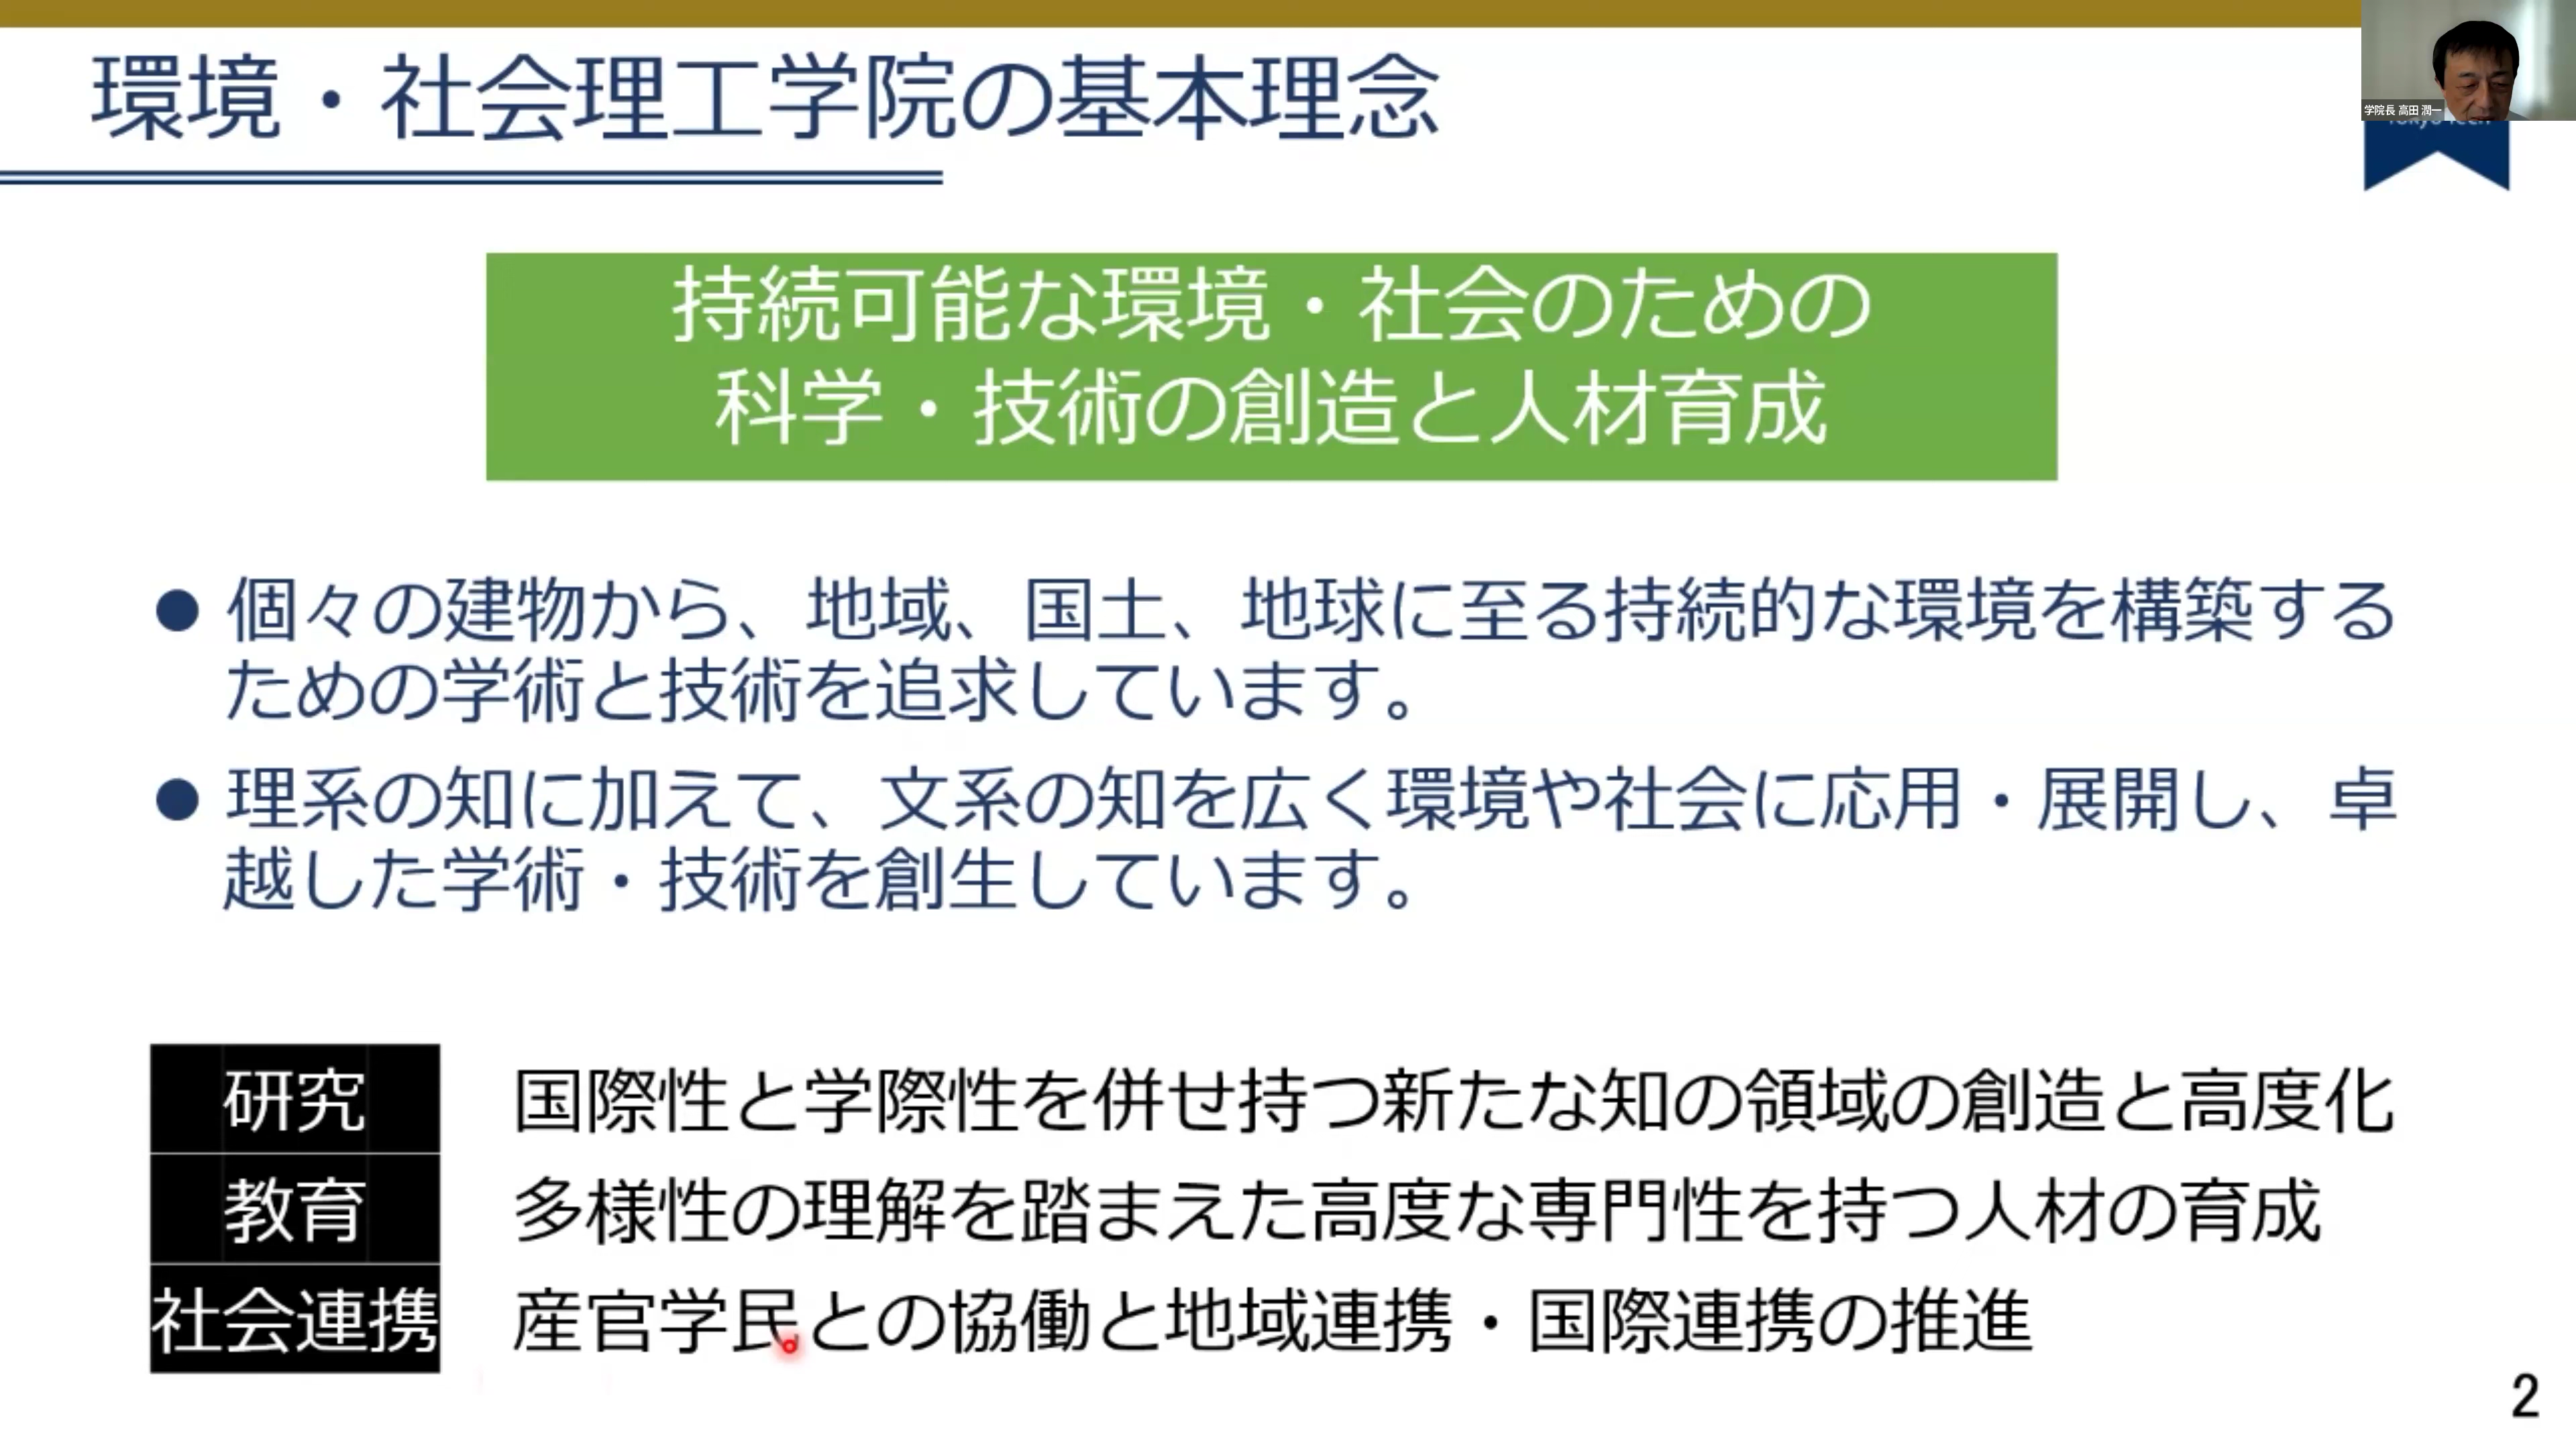 環境・社会理工学院の基本理念
学院長 高田 潤一
Tokyo Tech
持続可能な環境・社会のための
科学・技術の創造と人材育成
● 個々の建物から、地域、国土、地球に至る持続的な環境を構築する
ための学術と技術を追求しています。
● 理系の知に加えて、文系の知を広く環境や社会に応用・展開し、卓
越した学術・技術を創生しています。
研究 国際性と学際性を併せ持つ新たな知の領域の創造と高度化
教育 多様性の理解を踏まえた高度な専門性を持つ人材の育成
社会連携 産官学民との協働と地域連携・国際連携の推進
2